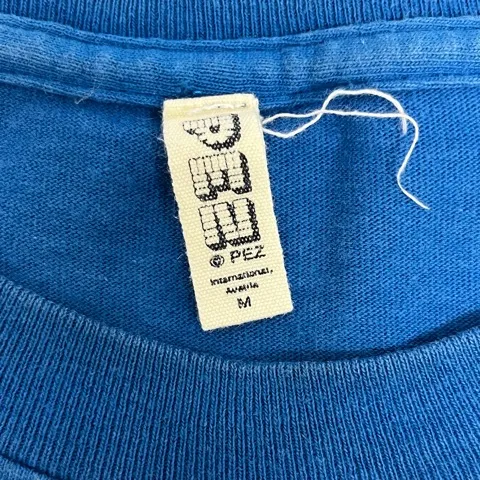 PEZ
© PEZ
International,
Austria
M